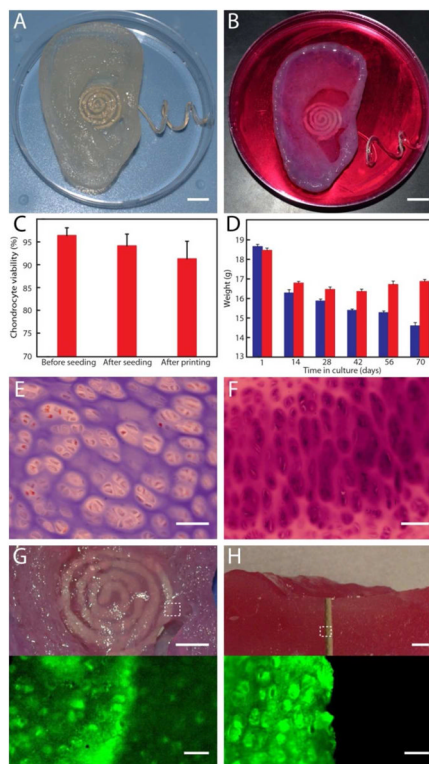 A
B
C
Chondrocyte viability (%)
95
90
85
80
75
70
Before seeding After seeding After printing
D
Weight (g)
19
18
17
16
15
14
13
1 14 28 42 56 70
Time in culture (days)
E
F
G
H